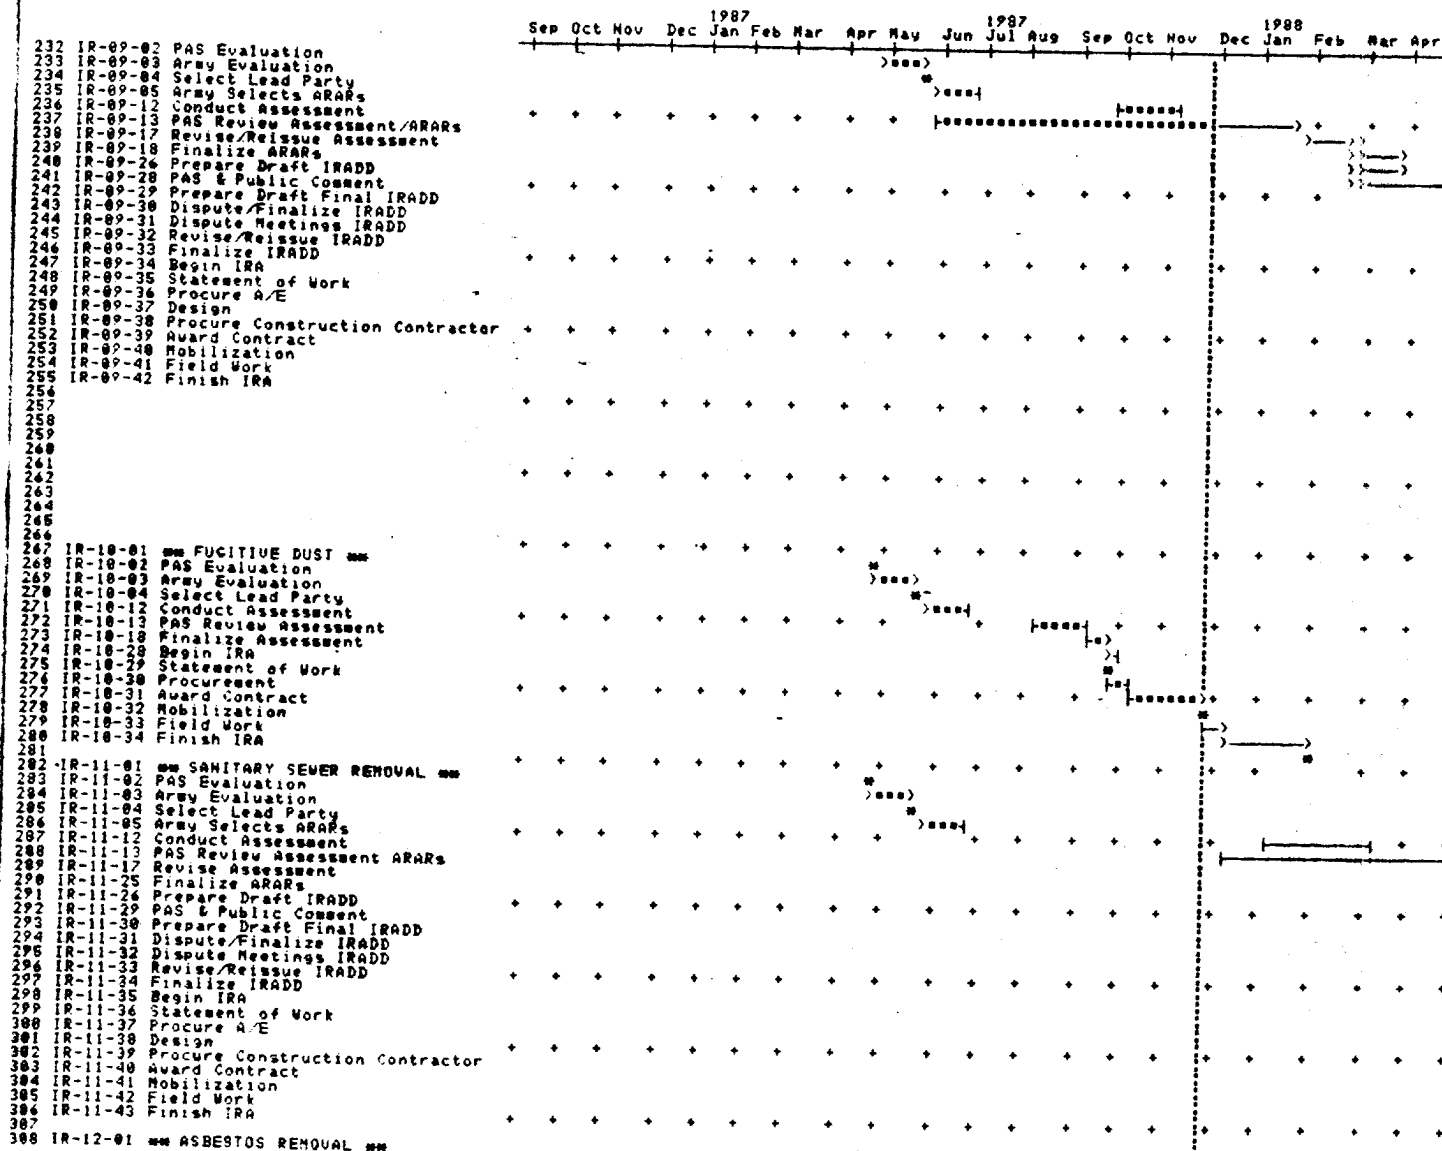 1987 1987 1988
Sep Oct Nov Dec Jan Feb Mar Apr May Jun Jul Aug Sep Oct Nov Dec Jan Feb Mar Apr
232 IR-09-02 PAS Evaluation
233 IR-09-03 Army Evaluation
234 IR-09-04 Select Lead Party
235 IR-09-05 Army Selects ARARs
236 IR-09-12 Conduct Assessment
237 IR-09-13 PAS Review Assessment/ARARs
238 IR-09-17 Revise/Reissue Assessment
239 IR-09-18 Finalize ARARs
240 IR-09-26 Prepare Draft IRADD
241 IR-09-28 PAS & Public Comment
242 IR-09-29 Prepare Draft Final IRADD
243 IR-09-30 Dispute/Finalize IRADD
244 IR-09-31 Dispute Meetings IRADD
245 IR-09-32 Revise/Reissue IRADD
246 IR-09-33 Finalize IRADD
247 IR-09-34 Begin IRA
248 IR-09-35 Statement of Work
249 IR-09-36 Procure A/E
250 IR-09-37 Design
251 IR-09-38 Procure Construction Contractor
252 IR-09-39 Award Contract
253 IR-09-40 Mobilization
254 IR-09-41 Field Work
255 IR-09-42 Finish IRA
256
257
258
259
260
261
262
263
264
265
266
267 IR-10-01 ** FUGITIVE DUST **
268 IR-10-02 PAS Evaluation
269 IR-10-03 Army Evaluation
270 IR-10-04 Select Lead Party
271 IR-10-12 Conduct Assessment
272 IR-10-13 PAS Review Assessment
273 IR-10-18 Finalize Assessment
274 IR-10-28 Begin IRA
275 IR-10-29 Statement of Work
276 IR-10-30 Procurement
277 IR-10-31 Award Contract
278 IR-10-32 Mobilization
279 IR-10-33 Field Work
280 IR-10-34 Finish IRA
281
282 IR-11-01 ** SANITARY SEWER REMOVAL **
283 IR-11-02 PAS Evaluation
284 IR-11-03 Army Evaluation
285 IR-11-04 Select Lead Party
286 IR-11-05 Army Selects ARARs
287 IR-11-12 Conduct Assessment
288 IR-11-13 PAS Review Assessment ARARs
289 IR-11-17 Revise Assessment
290 IR-11-25 Finalize ARARs
291 IR-11-26 Prepare Draft IRADD
292 IR-11-29 PAS & Public Comment
293 IR-11-30 Prepare Draft Final IRADD
294 IR-11-31 Dispute/Finalize IRADD
295 IR-11-32 Dispute Meetings IRADD
296 IR-11-33 Revise/Reissue IRADD
297 IR-11-34 Finalize IRADD
298 IR-11-35 Begin IRA
299 IR-11-36 Statement of Work
300 IR-11-37 Procure A/E
301 IR-11-38 Design
302 IR-11-39 Procure Construction Contractor
303 IR-11-40 Award Contract
304 IR-11-41 Mobilization
305 IR-11-42 Field Work
306 IR-11-43 Finish IRA
307
308 IR-12-01 ** ASBESTOS REMOVAL **